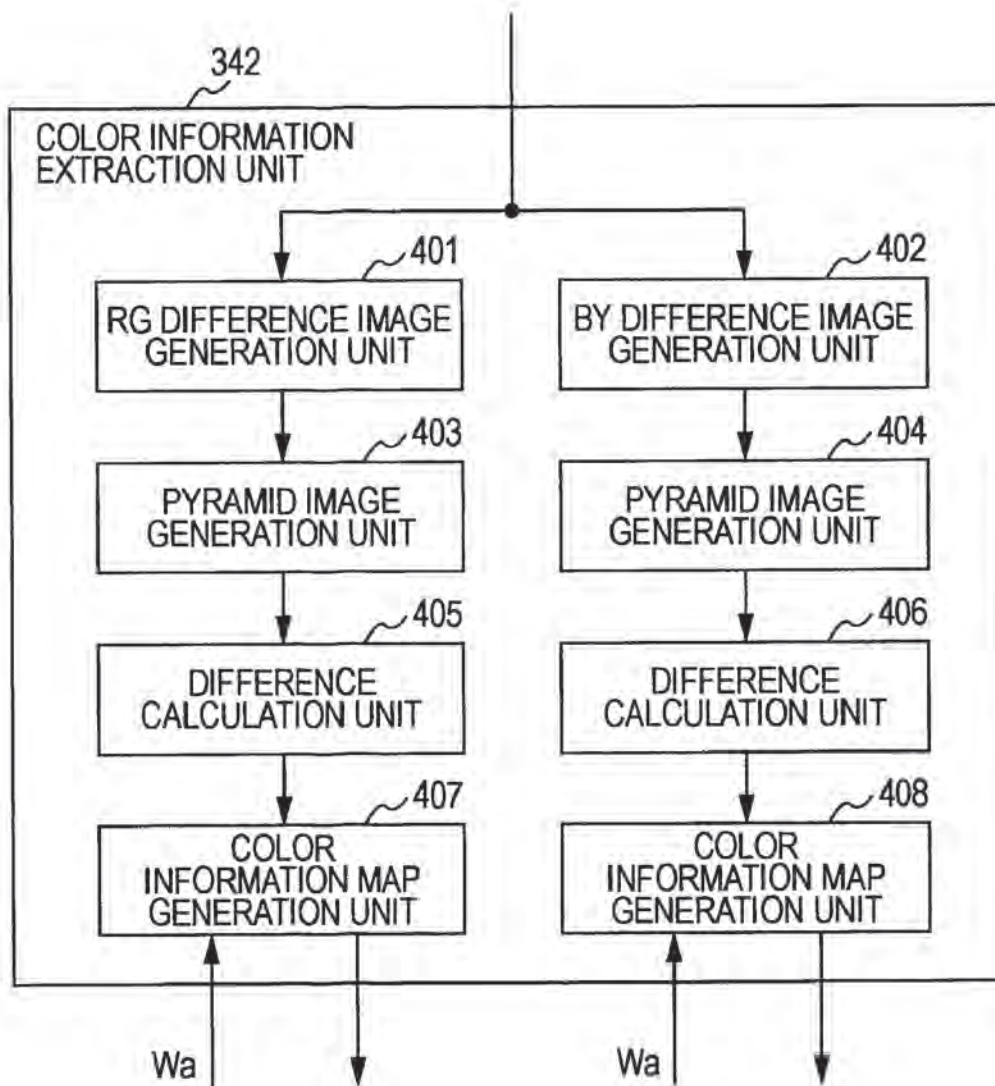 342
COLOR INFORMATION
EXTRACTION UNIT
401
402
RG DIFFERENCE IMAGE
GENERATION UNIT
BY DIFFERENCE IMAGE
GENERATION UNIT
403
404
PYRAMID IMAGE
GENERATION UNIT
PYRAMID IMAGE
GENERATION UNIT
405
406
DIFFERENCE
CALCULATION UNIT
DIFFERENCE
CALCULATION UNIT
407
408
COLOR
INFORMATION MAP
GENERATION UNIT
COLOR
INFORMATION MAP
GENERATION UNIT
Wa
Wa